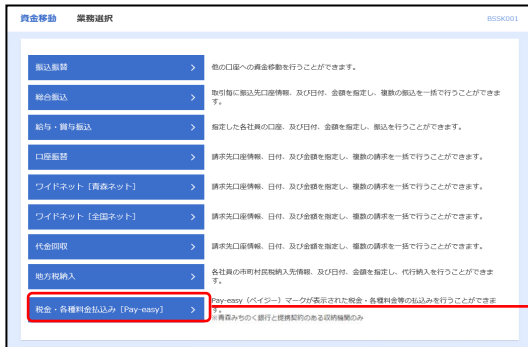 資金移動 業務選択 BSSK001
振込振替 他の口座への資金移動を行うことができます。
総合振込 取引毎に振込先口座情報、及び日付、金額を指定し、複数の振込を一括で行うことができま
す。
給与・賞与振込 指定した各社員の口座、及び日付、金額を指定し、振込を行うことができます。
口座振替 請求先口座情報、日付、及び金額を指定し、複数の請求を一括で行うことができます。
ワイドネット［青森ネット］ 請求先口座情報、日付、及び金額を指定し、複数の請求を一括で行うことができます。
ワイドネット［全国ネット］ 請求先口座情報、日付、及び金額を指定し、複数の請求を一括で行うことができます。
代金回収 請求先口座情報、日付、及び金額を指定し、複数の請求を一括で行うことができます。
地方税納入 各社員の市町村民税納入先情報、及び日付、金額を指定し、代行納入を行うことができま
す。
税金・各種料金払込み［Pay-easy］ Pay-easy（ペイジー）マークが表示された税金・各種料金等の払込みを行うことができま
す。
※青森みちのく銀行と提携契約のある収納機関のみ